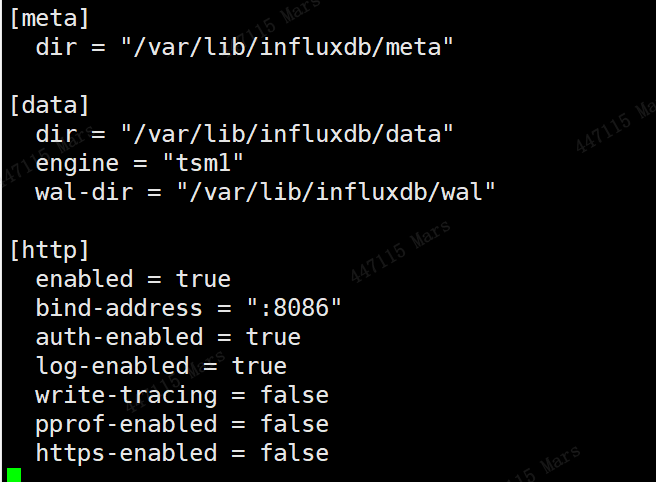 [meta]
  dir = "/var/lib/influxdb/meta"

[data]
  dir = "/var/lib/influxdb/data"
  engine = "tsm1"
  wal-dir = "/var/lib/influxdb/wal"

[http]
  enabled = true
  bind-address = ":8086"
  auth-enabled = true
  log-enabled = true
  write-tracing = false
  pprof-enabled = false
  https-enabled = false
447115 Mars